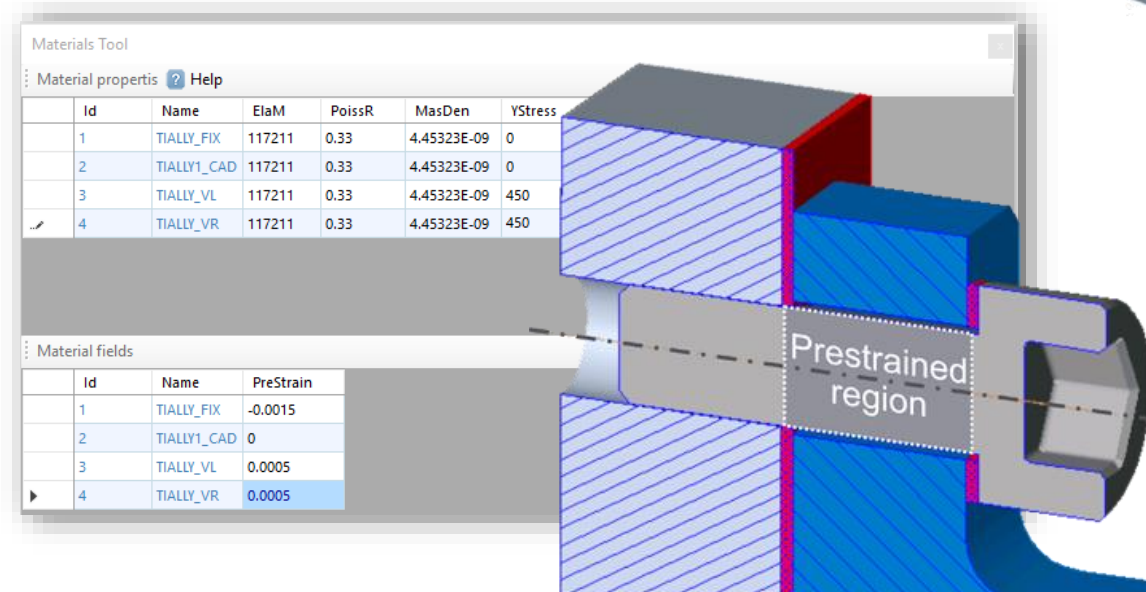 Materials Tool
x
Material propertis ? Help
Id Name ElaM PoissR MasDen YStress
1 TIALLY_FIX 117211 0.33 4.45323E-09 0
2 TIALLY1_CAD 117211 0.33 4.45323E-09 0
3 TIALLY_VL 117211 0.33 4.45323E-09 450
4 TIALLY_VR 117211 0.33 4.45323E-09 450
Material fields
Id Name PreStrain
1 TIALLY_FIX -0.0015
2 TIALLY1_CAD 0
3 TIALLY_VL 0.0005
4 TIALLY_VR 0.0005
Prestrained
region